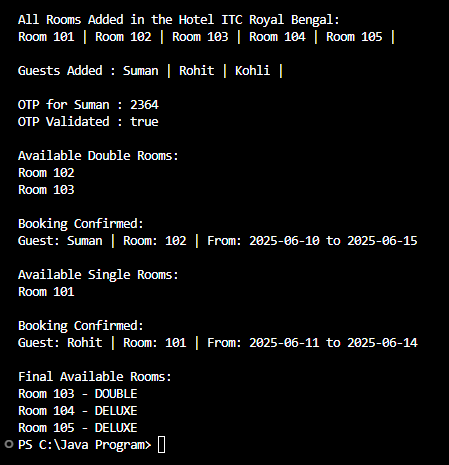 All Rooms Added in the Hotel ITC Royal Bengal:
Room 101 | Room 102 | Room 103 | Room 104 | Room 105 |
Guests Added : Suman | Rohit | Kohli |
OTP for Suman : 2364
OTP Validated : true
Available Double Rooms:
Room 102
Room 103
Booking Confirmed:
Guest: Suman | Room: 102 | From: 2025-06-10 to 2025-06-15
Available Single Rooms:
Room 101
Booking Confirmed:
Guest: Rohit | Room: 101 | From: 2025-06-11 to 2025-06-14
Final Available Rooms:
Room 103 - DOUBLE
Room 104 - DELUXE
Room 105 - DELUXE
PS C:\Java Program>